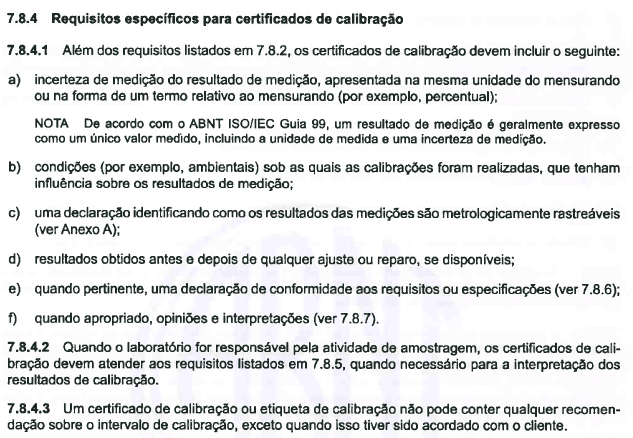 7.8.4 Requisitos específicos para certificados de calibração
7.8.4.1 Além dos requisitos listados em 7.8.2, os certificados de calibração devem incluir o seguinte:
a) incerteza de medição do resultado de medição, apresentada na mesma unidade do mensurando
ou na forma de um termo relativo ao mensurando (por exemplo, percentual);
NOTA De acordo com o ABNT ISO/IEC Guia 99, um resultado de medição é geralmente expresso
como um único valor medido, incluindo a unidade de medida e uma incerteza de medição.
b) condições (por exemplo, ambientais) sob as quais as calibrações foram realizadas, que tenham
influência sobre os resultados de medição;
c) uma declaração identificando como os resultados das medições são metrologicamente rastreáveis
(ver Anexo A);
d) resultados obtidos antes e depois de qualquer ajuste ou reparo, se disponíveis;
e) quando pertinente, uma declaração de conformidade aos requisitos ou especificações (ver 7.8.6);
f) quando apropriado, opiniões e interpretações (ver 7.8.7).
7.8.4.2 Quando o laboratório for responsável pela atividade de amostragem, os certificados de cali-
bração devem atender aos requisitos listados em 7.8.5, quando necessário para a interpretação dos
resultados de calibração.
7.8.4.3 Um certificado de calibração ou etiqueta de calibração não pode conter qualquer recomen-
dação sobre o intervalo de calibração, exceto quando isso tiver sido acordado com o cliente.